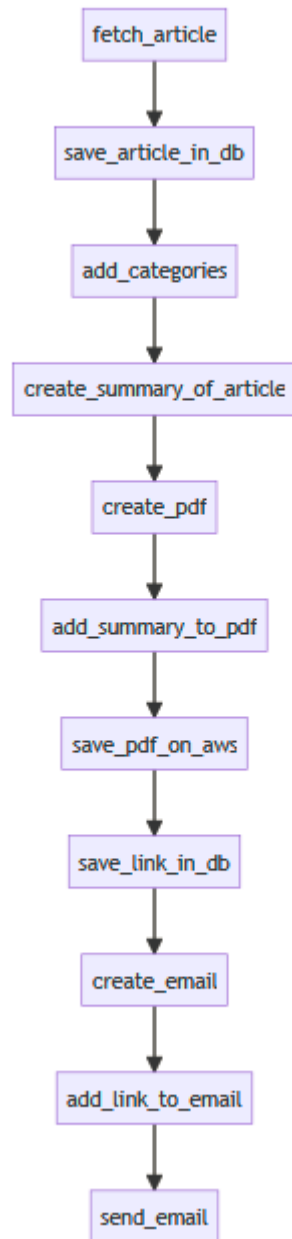 fetch_article
save_article_in_db
add_categories
create_summary_of_article
create_pdf
add_summary_to_pdf
save_pdf_on_aws
save_link_in_db
create_email
add_link_to_email
send_email